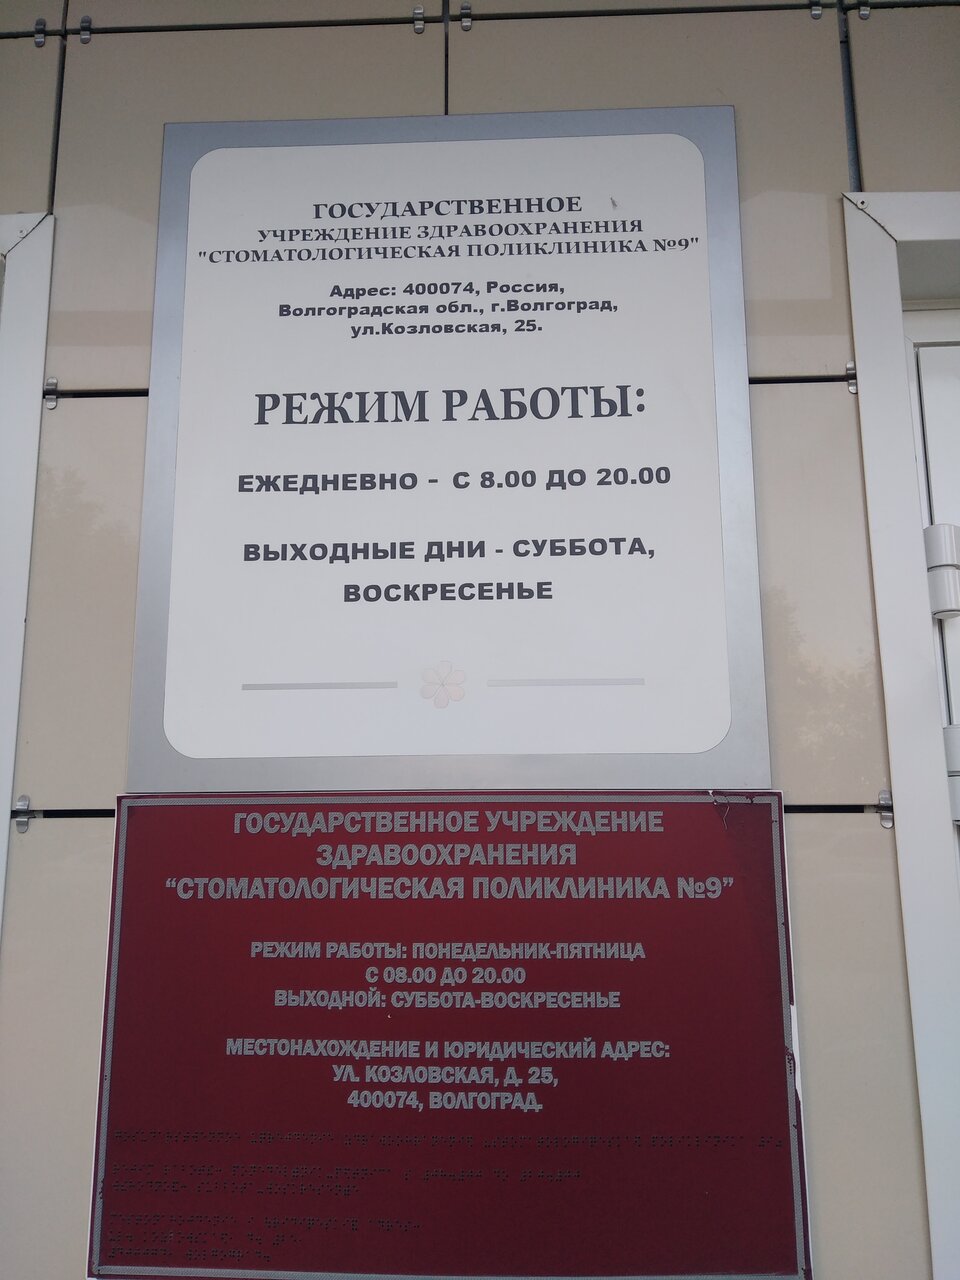 ГОСУДАРСТВЕННОЕ
УЧРЕЖДЕНИЕ ЗДРАВООХРАНЕНИЯ
"СТОМАТОЛОГИЧЕСКАЯ ПОЛИКЛИНИКА №9"
Адрес: 400074, Россия,
Волгоградская обл., г.Волгоград,
ул.Козловская, 25.
РЕЖИМ РАБОТЫ:
ЕЖЕДНЕВНО - С 8.00 ДО 20.00
ВЫХОДНЫЕ ДНИ - СУББОТА,
ВОСКРЕСЕНЬЕ
ГОСУДАРСТВЕННОЕ УЧРЕЖДЕНИЕ
ЗДРАВООХРАНЕНИЯ
“СТОМАТОЛОГИЧЕСКАЯ ПОЛИКЛИНИКА №9”
РЕЖИМ РАБОТЫ: ПОНЕДЕЛЬНИК-ПЯТНИЦА
С 08.00 ДО 20.00
ВЫХОДНОЙ: СУББОТА-ВОСКРЕСЕНЬЕ
МЕСТОНАХОЖДЕНИЕ И ЮРИДИЧЕСКИЙ АДРЕС:
УЛ. КОЗЛОВСКАЯ, Д. 25,
400074, ВОЛГОГРАД.